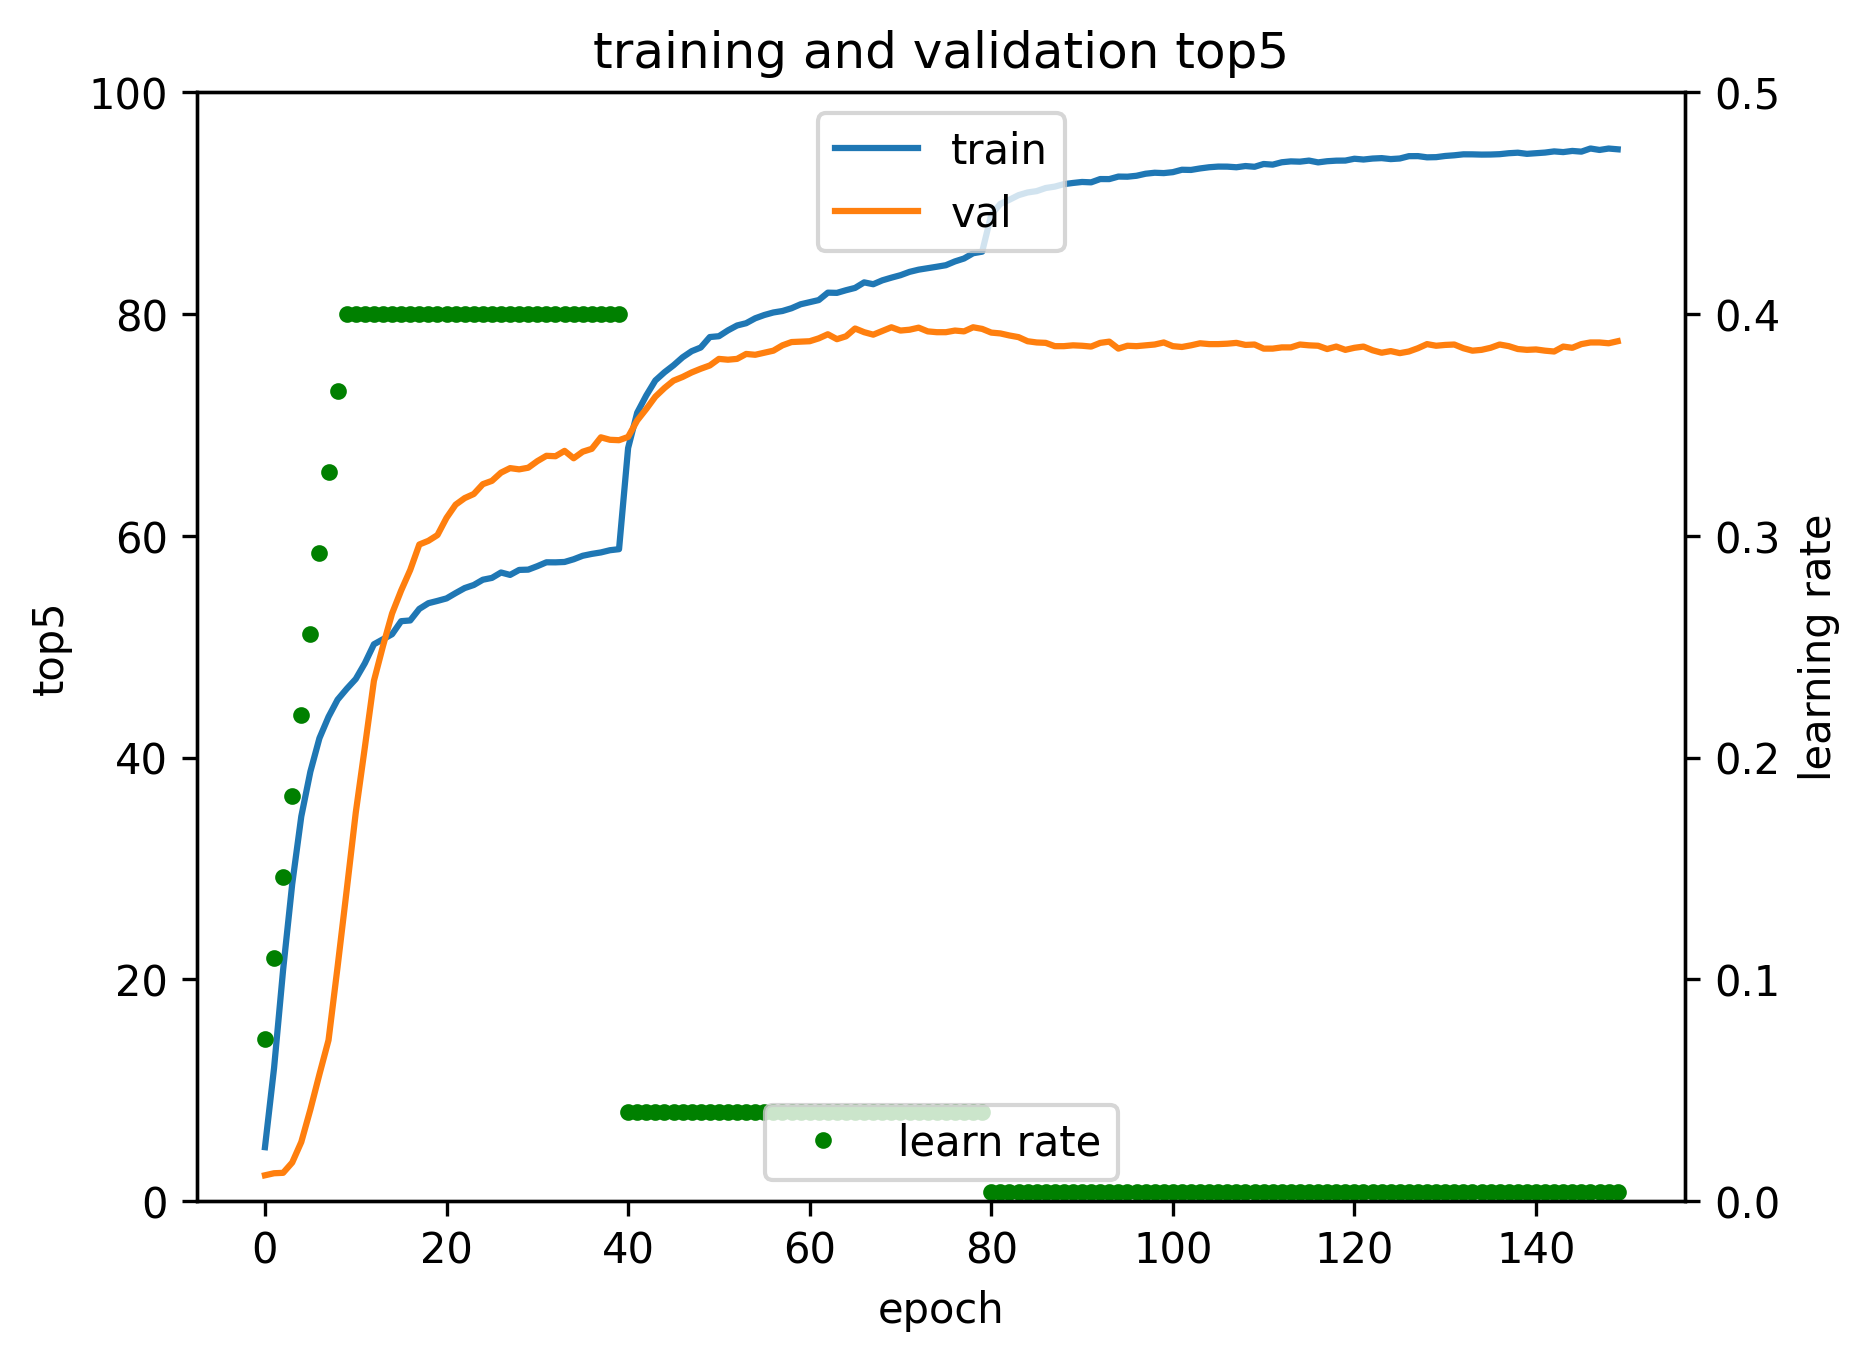 training and validation top5
100
80
60
40
20
0
top5
train
val
learn rate
0.5
0.4
0.3
0.2
0.1
0.0
learning rate
0 20 40 60 80 100 120 140
epoch